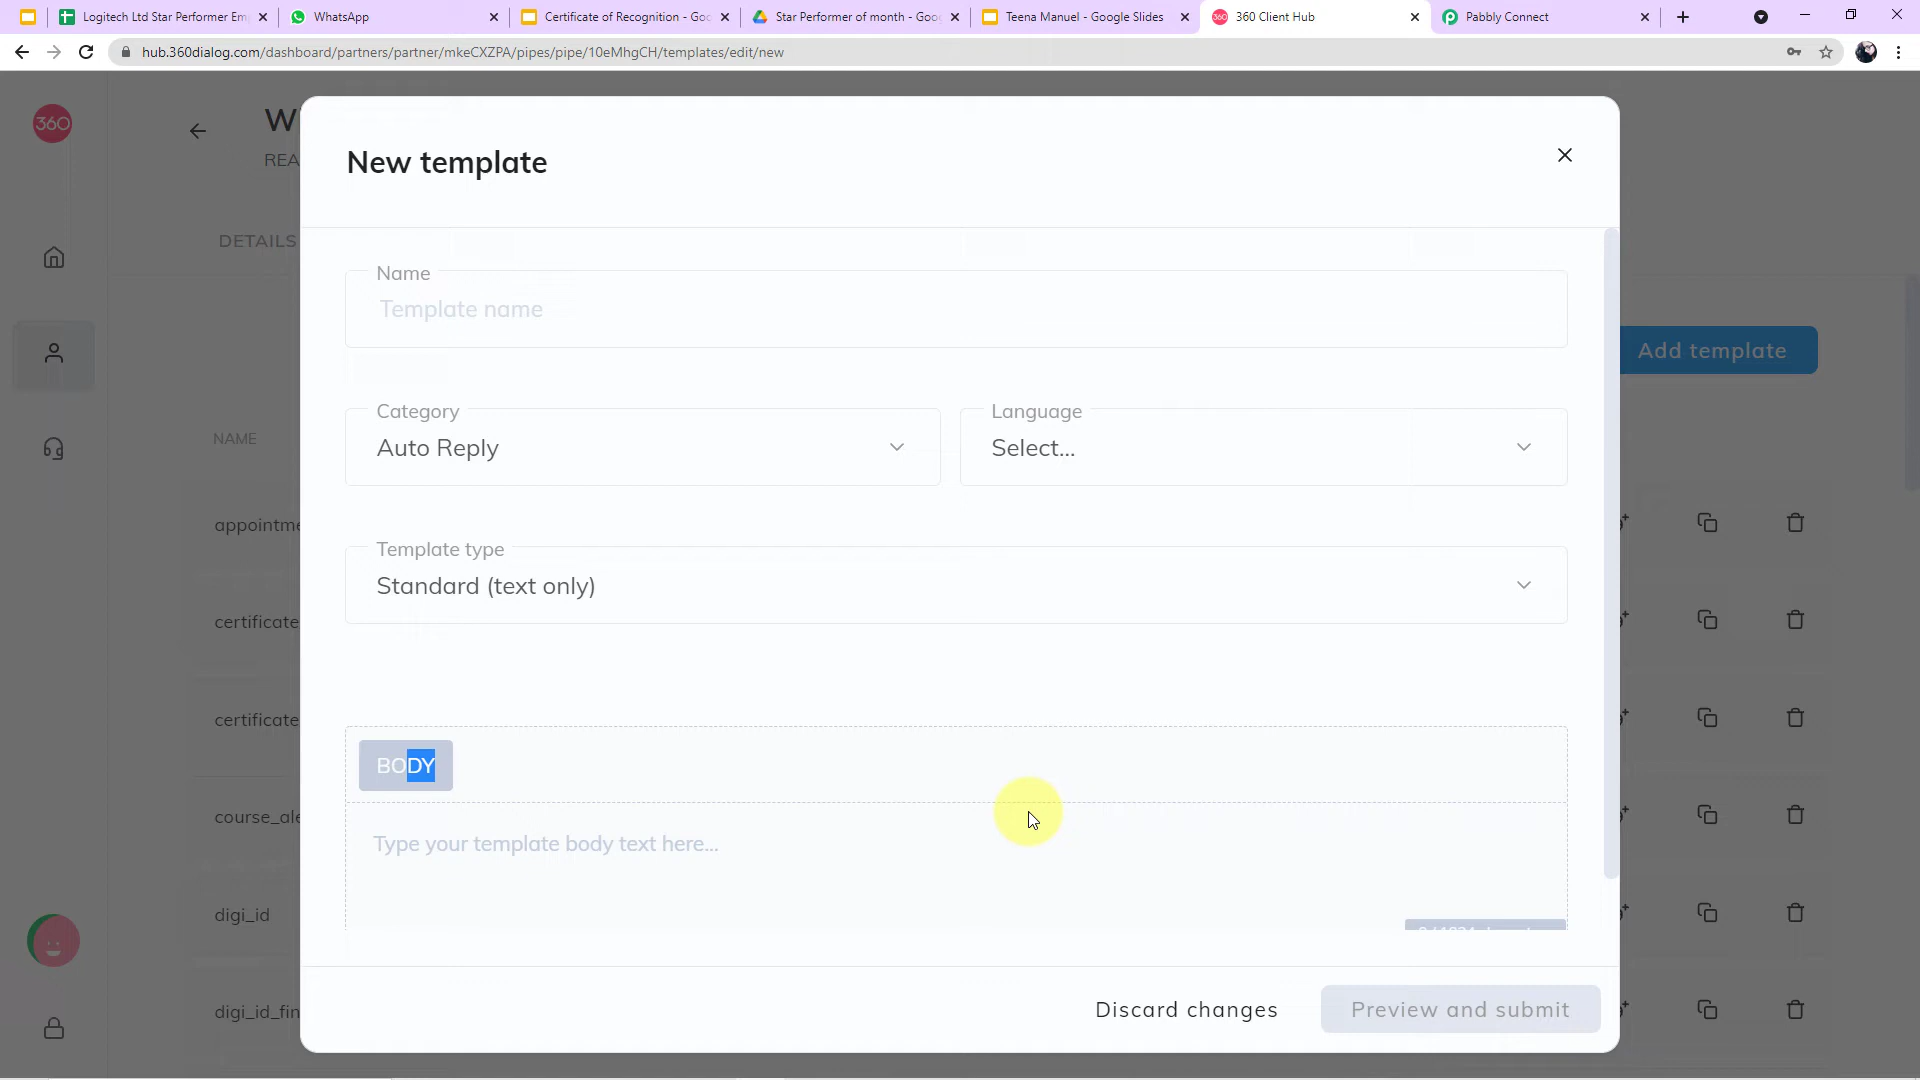 Logitech Ltd Star Performer Em
WhatsApp
Certificate of Recognition - Goo
Star Performer of month - Goo
Teena Manuel - Google Slides
360 Client Hub
Pabbly Connect
hub.360dialog.com/dashboard/partners/partner/mkeCXZPA/pipes/pipe/10eMhgCH/templates/edit/new
360
W
REA
New template
DETAILS
Name
Template name
Add template
Category
Auto Reply
Language
Select...
NAME
appointme
Template type
Standard (text only)
certificate
certificate
BODY
course_ale
Type your template body text here...
digi_id
digi_id_fin
Discard changes
Preview and submit